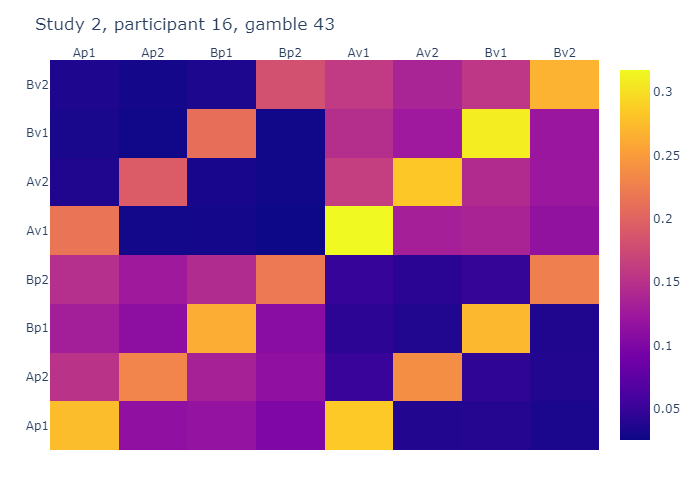 Study 2, participant 16, gamble 43
Ap1 Ap2 Bp1 Bp2 Av1 Av2 Bv1 Bv2
Bv2
Bv1
Av2
Av1
Bp2
Bp1
Ap2
Ap1
0.3
0.25
0.2
0.15
0.1
0.05